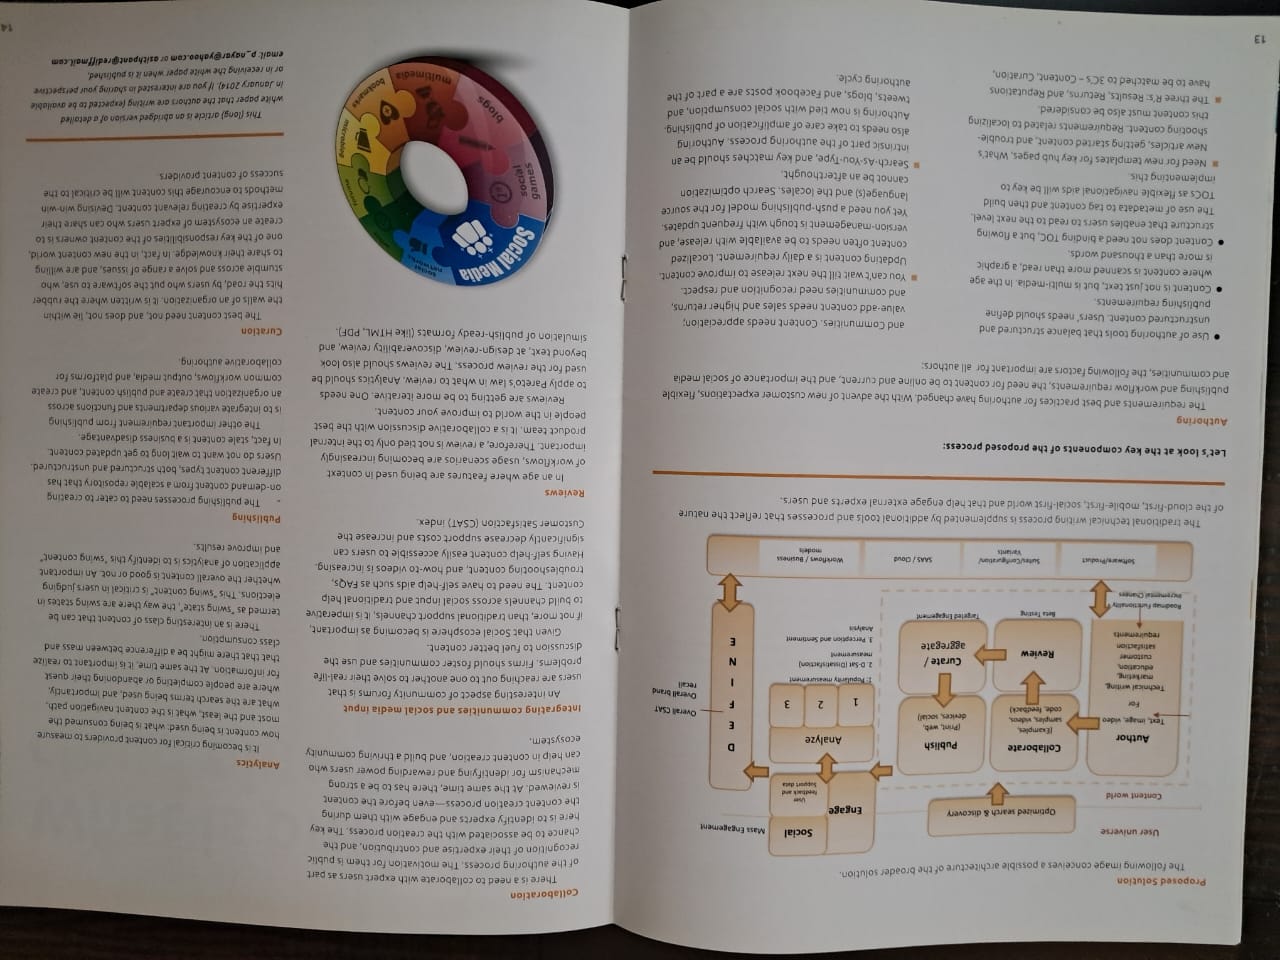 Proposed Solution
The following image conceives a possible architecture of the broader solution.
User universe
Content world
Optimized search & discovery
Author
Text, image, video
For
Technical writing,
marketing,
education,
customer
satisfaction
requirements
Roadmap Functionality
Incremental Changes
Collaborate
(Examples,
samples, videos,
code, feedback)
Publish
(Print, web,
devices, social)
Review
Beta Testing
Curate /
aggregate
Targeted Engagement
Engage
Social
User
feedback and
Support data
Mass Engagement
Analyze
1 2 3
1. Popularity measurement
2. D-Sat (Dissatisfaction)
measurement
3. Perception and Sentiment
Analysis
D
E
F
I
N
E
Overall CSAT
Overall brand
recall
Software/Product
Suites/Configuration/
Variants
SAAS / Cloud
Workflows / Business
models
The traditional technical writing process is supplemented by additional tools and processes that reflect the nature
of the cloud-first, mobile-first, social-first world and that help engage external experts and users.
Let's look at the key components of the proposed process:
Authoring
The requirements and best practices for authoring have changed. With the advent of new customer expectations, flexible
publishing and workflow requirements, the need for content to be online and current, and the importance of social media
and communities, the following factors are important for all authors:
● Use of authoring tools that balance structured and
unstructured content. Users' needs should define
publishing requirements.
● Content is not just text, but is multi-media. In the age
where content is scanned more than read, a graphic
is more than a thousand words.
● Content does not need a binding TOC, but a flowing
structure that enables users to read to the next level.
The use of metadata to tag content and then build
TOCs as flexible navigational aids will be key to
implementing this.
■ Need for new templates for key hub pages, What's
New articles, getting started content, and trouble-
shooting content. Requirements related to localizing
this content must also be considered.
■ The three R's: Results, Returns, and Reputations
have to be matched to 3C's – Content, Curation,
and Communities. Content needs appreciation;
value-add content needs sales and higher returns,
and communities need recognition and respect.
■ You can't wait till the next release to improve content.
Updating content is a daily requirement. Localized
content often needs to be available with release, and
version-management is tough with frequent updates.
Yet you need a push-publishing model for the source
language(s) and the locales. Search optimization
cannot be an afterthought.
■ Search-As-You-Type, and key matches should be an
intrinsic part of the authoring process. Authoring
also needs to take care of amplification of publishing.
Authoring is now tied with social consumption, and
tweets, blogs, and Facebook posts are a part of the
authoring cycle.
13
Collaboration
There is a need to collaborate with expert users as part
of the authoring process. The motivation for them is public
recognition of their expertise and contribution, and the
chance to be associated with the creation process. The key
here is to identify experts and engage with them during
the content creation process—even before the content
is reviewed. At the same time, there has to be a strong
mechanism for identifying and rewarding power users who
can help in content creation, and build a thriving community
ecosystem.
Integrating communities and social media input
An interesting aspect of community forums is that
users are reaching out to one another to solve their real-life
problems. Firms should foster communities and use the
discussion to fuel better content.
Given that Social ecosphere is becoming as important,
if not more, than traditional support channels, it is imperative
to build channels across social input and traditional help
content. The need to have self-help aids such as FAQs,
troubleshooting content, and how-to videos is increasing.
Having self-help content easily accessible to users can
significantly decrease support costs and increase the
Customer Satisfaction (CSAT) index.
Reviews
In an age where features are being used in context
of workflows, usage scenarios are becoming increasingly
important. Therefore, a review is not tied only to the internal
product team. It is a collaborative discussion with the best
people in the world to improve your content.
Reviews are getting to be more iterative. One needs
to apply Pareto's law in what to review. Analytics should be
used for the review process. The reviews should also look
beyond text, at design-review, discoverability review, and
simulation of publish-ready formats (like HTML, PDF).
Social Media
social
networks
microblog
bookmarks
multimedia
blogs
social
games
Analytics
It is becoming critical for content providers to measure
how content is being used: what is being consumed the
most and the least, what is the content navigation path,
what are the search terms being used, and importantly,
where are people completing or abandoning their quest
for information. At the same time, it is important to realize
that that there might be a difference between mass and
class consumption.
There is an interesting class of content that can be
termed as "swing state", the way there are swing states in
elections. This "swing content" is critical in users judging
whether the overall content is good or not. An important
application of analytics is to identify this "swing content"
and improve results.
Publishing
The publishing processes need to cater to creating
on-demand content from a scalable repository that has
different content types, both structured and unstructured.
Users do not want to wait long to get updated content.
In fact, stale content is a business disadvantage.
The other important requirement from publishing
is to integrate various departments and functions across
an organization that create and publish content, and create
common workflows, output media, and platforms for
collaborative authoring.
Curation
The best content need not, and does not, lie within
the walls of an organization. It is written where the rubber
hits the road, by users who put the software to use, who
stumble across and solve a range of issues, and are willing
to share their knowledge. In fact, in the new content world,
one of the key responsibilities of the content owners is to
create an ecosystem of expert users who can share their
expertise by creating relevant content. Devising win-win
methods to encourage this content will be critical to the
success of content providers.
This (long) article is an abridged version of a detailed
white paper that the authors are writing (expected to be available
in January 2014). If you are interested in sharing your perspective
or in receiving the white paper when it is published,
email: p_nayar@yahoo.com or asithpant@rediffmail.com
14